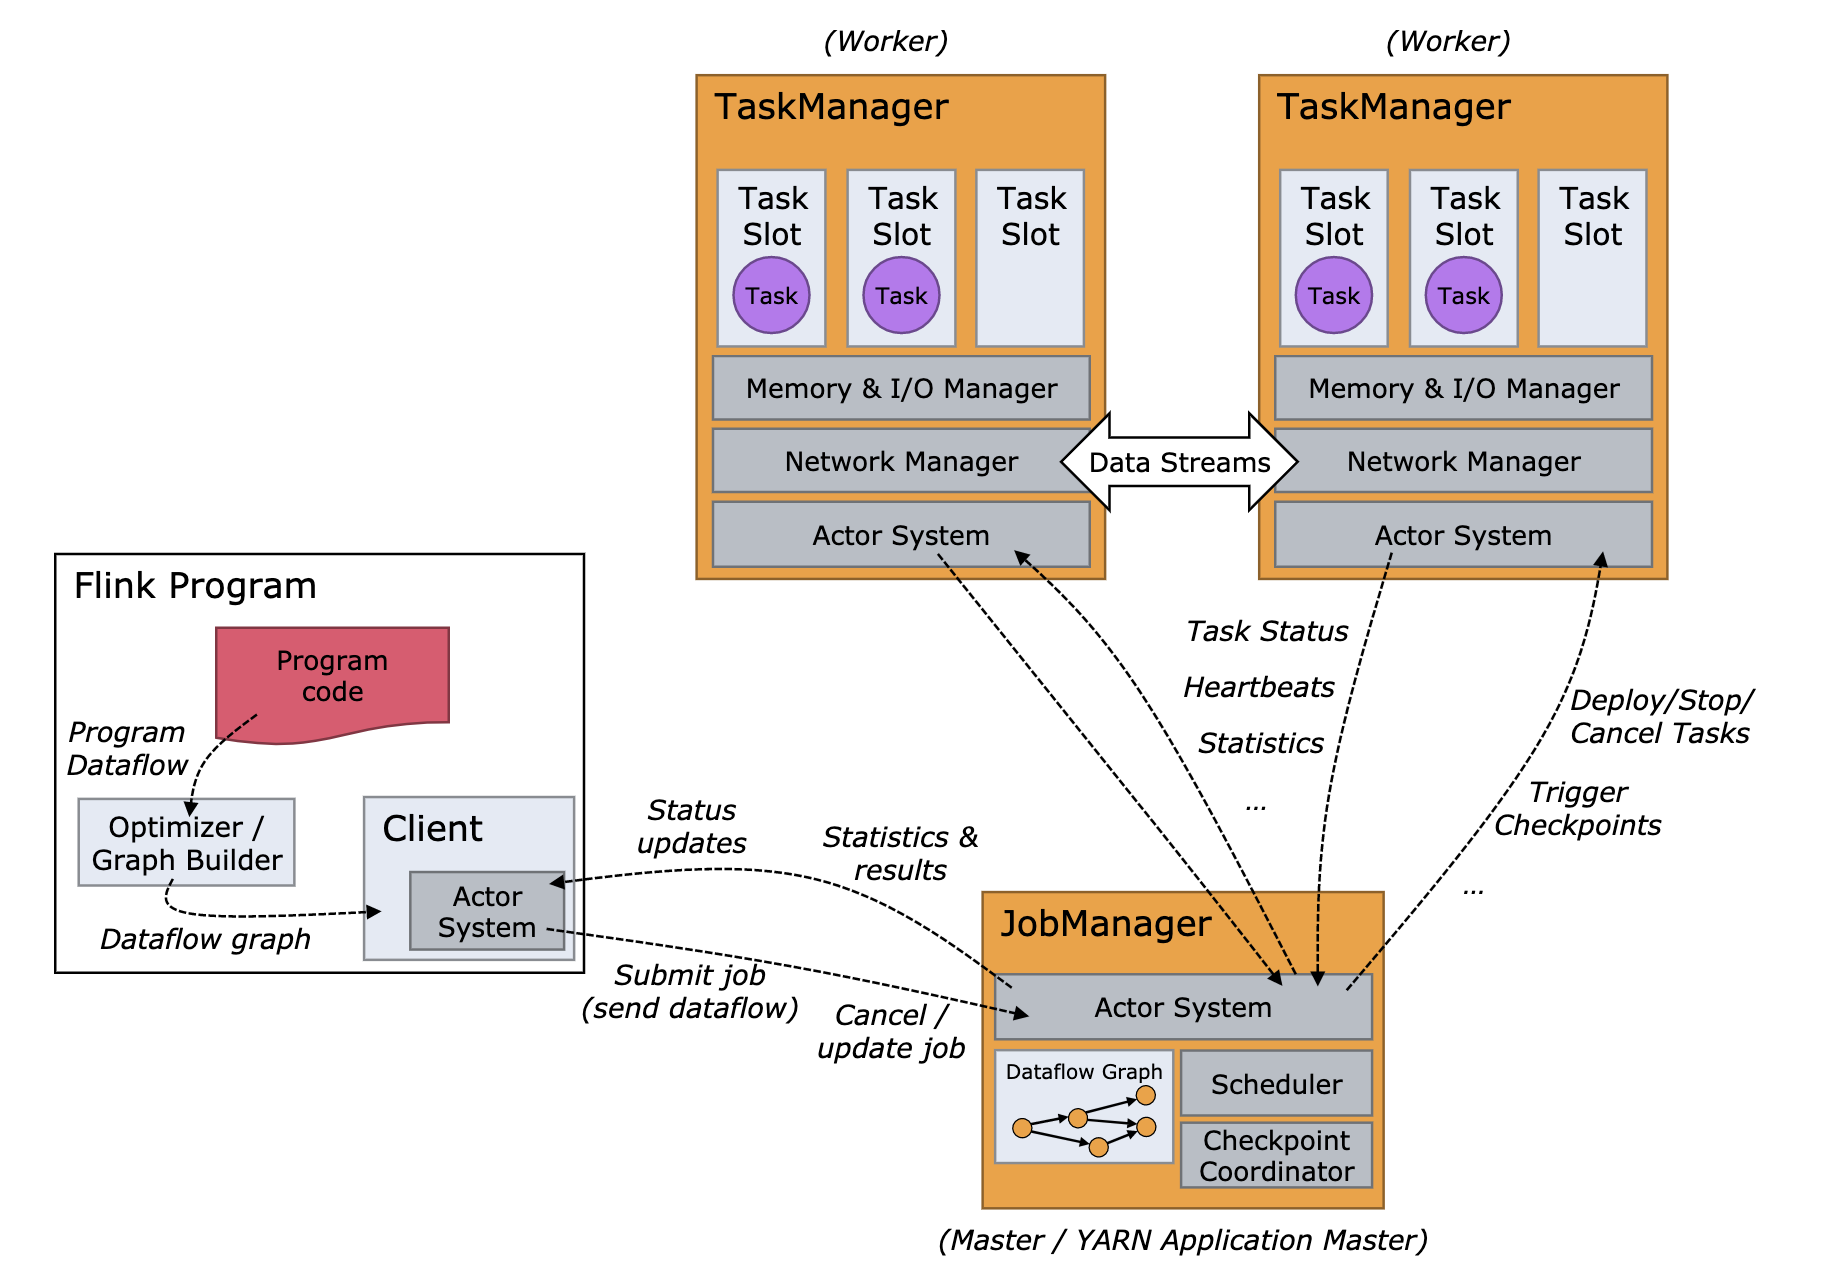 (Worker)
TaskManager
Task
Slot
Task
Task
Slot
Task
Task
Slot
Memory & I/O Manager
Network Manager
Actor System
(Worker)
TaskManager
Task
Slot
Task
Task
Slot
Task
Task
Slot
Memory & I/O Manager
Network Manager
Actor System
Data Streams
Flink Program
Program
code
Program
Dataflow
Optimizer /
Graph Builder
Dataflow graph
Client
Actor
System
Status
updates
Statistics &
results
Submit job
(send dataflow)
Cancel /
update job
Task Status
Heartbeats
Statistics
...
Deploy/Stop/
Cancel Tasks
Trigger
Checkpoints
...
JobManager
Actor System
Dataflow Graph
Scheduler
Checkpoint
Coordinator
(Master / YARN Application Master)